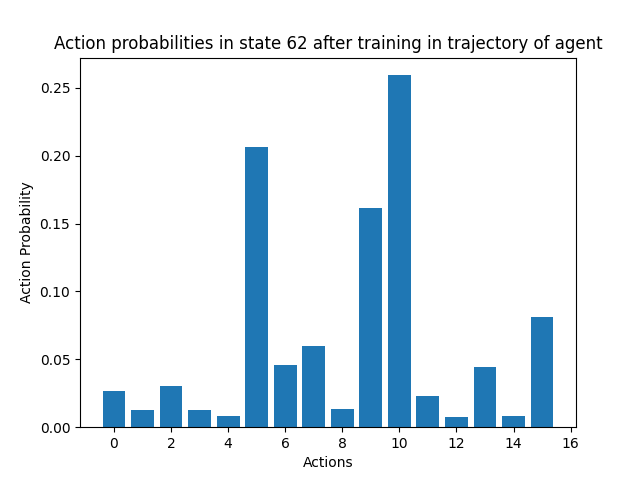 Action probabilities in state 62 after training in trajectory of agent
0.25
0.20
0.15
0.10
0.05
0.00
Action Probability
0 2 4 6 8 10 12 14 16
Actions